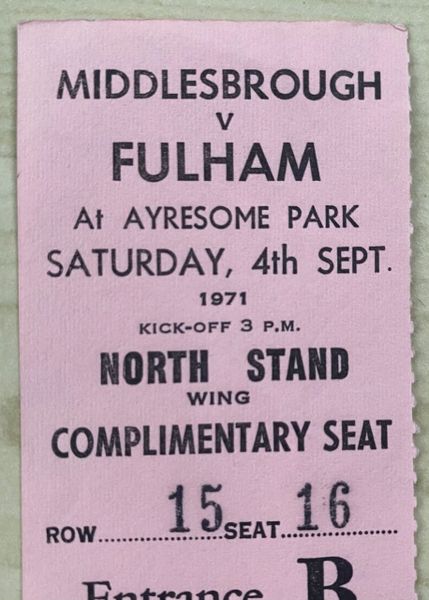 MIDDLESBROUGH
V
FULHAM
At AYRESOME PARK
SATURDAY, 4th SEPT.
1971
KICK-OFF 3 P.M.
NORTH STAND
WING
COMPLIMENTARY SEAT
ROW 15 SEAT 16
Entrance B